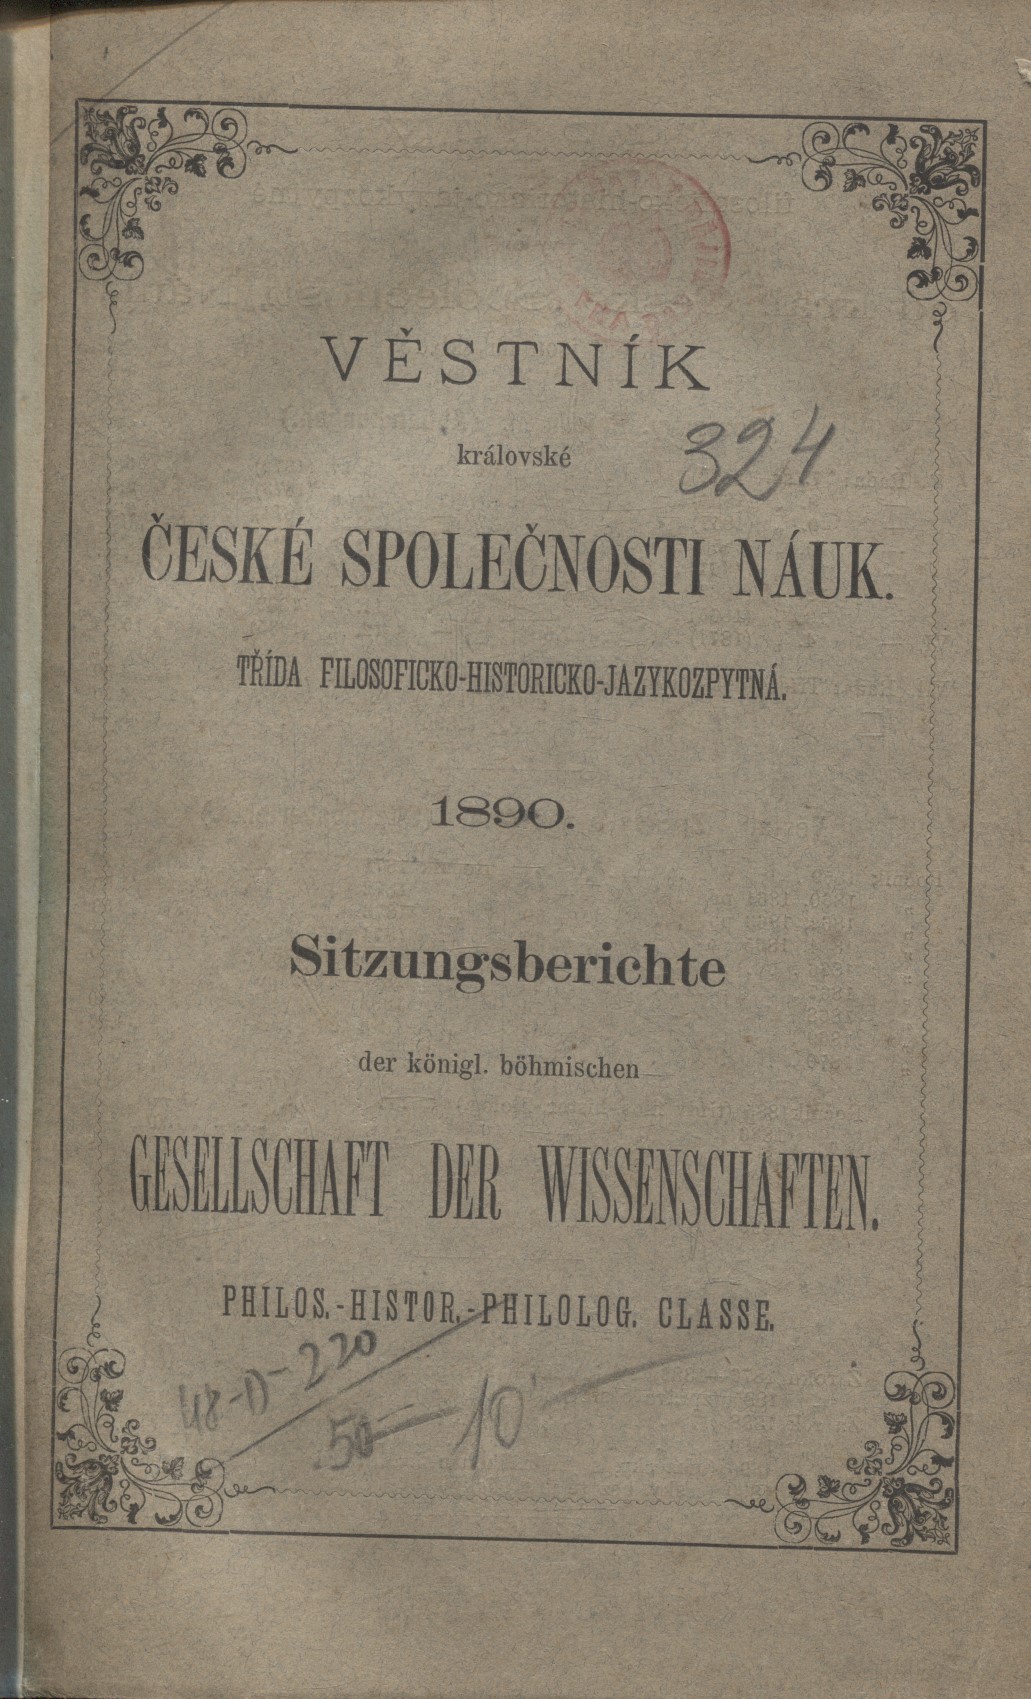 VĚSTNÍK
královské
324
ČESKÉ SPOLEČNOSTI NÁUK.
TŘÍDA FILOSOFICKO-HISTORICKO-JAZYKOZPYTNÁ.
1890.
Sitzungsberichte
der königl. böhmischen
GESELLSCHAFT DER WISSENSCHAFTEN.
PHILOS.-HISTOR.-PHILOLOG. CLASSE.
48-D-220
50- 10'-